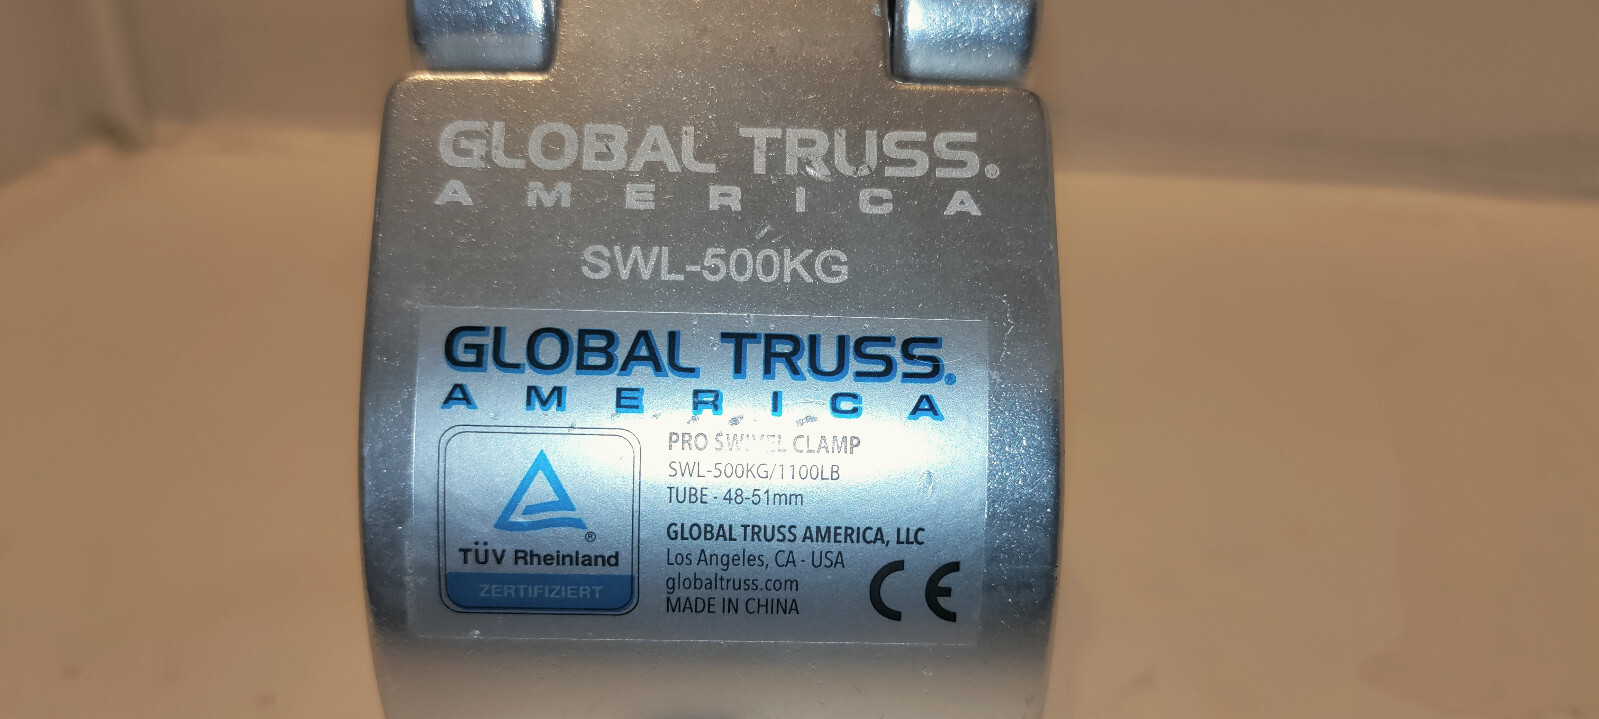 GLOBAL TRUSS®
AMERICA
SWL-500KG
GLOBAL TRUSS®
AMERICA
PRO SWIVEL CLAMP
SWL-500KG/1100LB
TUBE - 48-51mm
GLOBAL TRUSS AMERICA, LLC
Los Angeles, CA - USA
globaltruss.com
MADE IN CHINA
CE
®
TÜV Rheinland
ZERTIFIZIERT